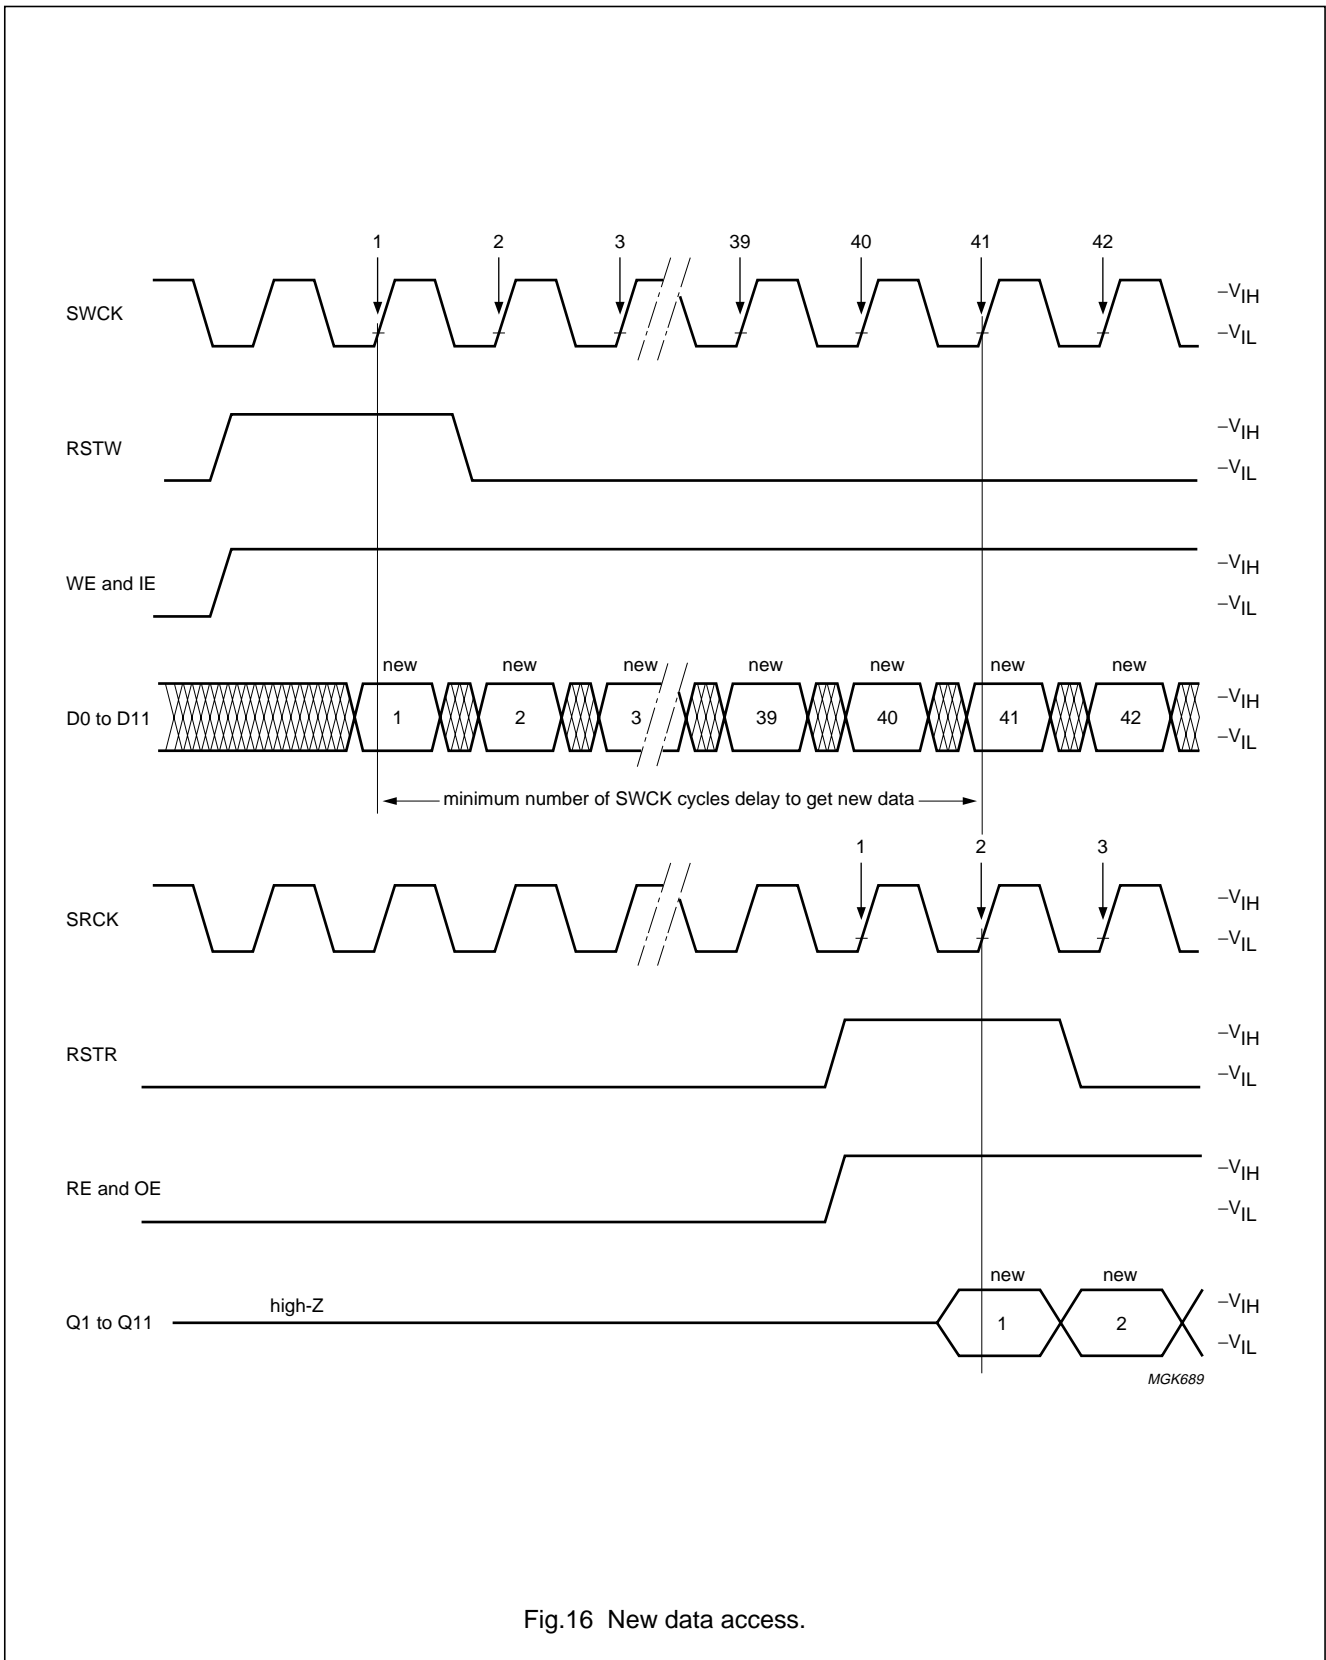 1 2 3 39 40 41 42
SWCK
–VIH
–VIL
RSTW
–VIH
–VIL
WE and IE
–VIH
–VIL
new new new new new new new
D0 to D11
1 2 3 39 40 41 42
–VIH
–VIL
minimum number of SWCK cycles delay to get new data
1 2 3
SRCK
–VIH
–VIL
RSTR
–VIH
–VIL
RE and OE
–VIH
–VIL
new new
high-Z
Q1 to Q11
1 2
–VIH
–VIL
MGK689
Fig.16 New data access.